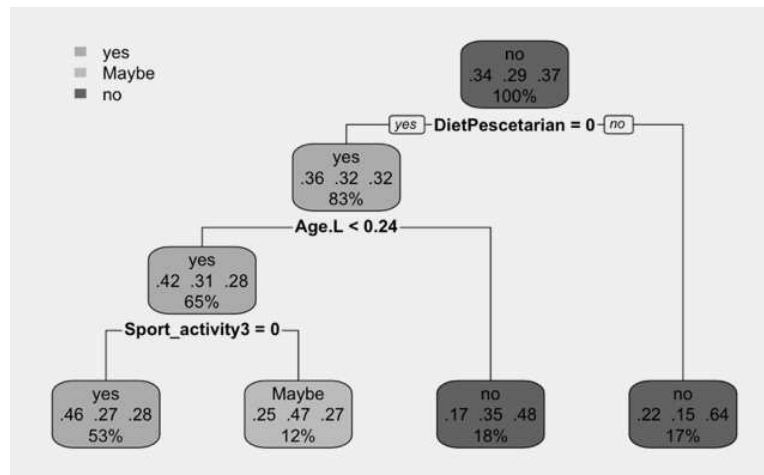 yes
Maybe
no
no
.34 .29 .37
100%
yes DietPescetarian = 0 no
yes
.36 .32 .32
83%
Age.L < 0.24
yes
.42 .31 .28
65%
Sport_activity3 = 0
yes
.46 .27 .28
53%
Maybe
.25 .47 .27
12%
no
.17 .35 .48
18%
no
.22 .15 .64
17%